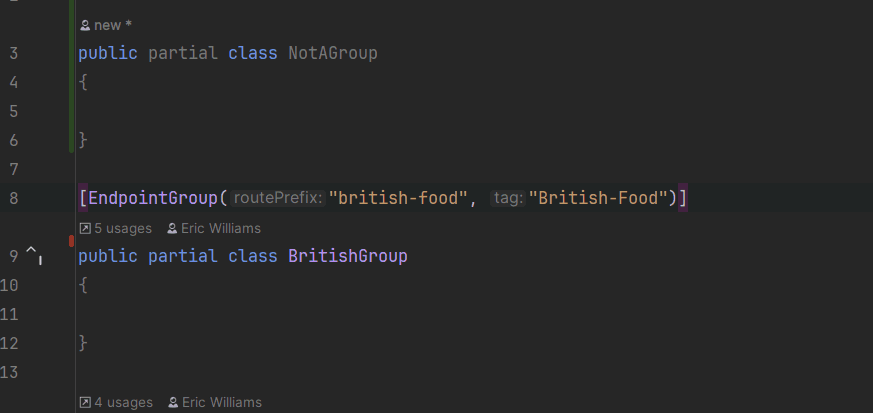 new *
3 public partial class NotAGroup
4 {
5
6 }
7
8 [EndpointGroup(routePrefix:"british-food", tag:"British-Food")]
5 usages Eric Williams
9 public partial class BritishGroup
10 {
11
12 }
13
4 usages Eric Williams